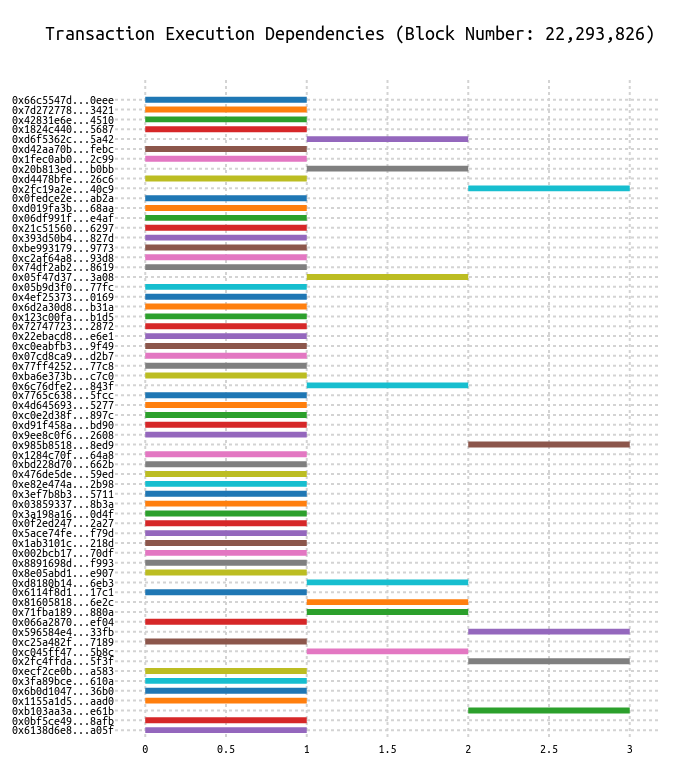 Transaction Execution Dependencies (Block Number: 22,293,826)
0x66c5547d...0eee
0x7d272778...3421
0x42831e6e...4510
0x1824c440...5687
0xd6f5362c...5a42
0xd42aa70b...febc
0x1fec0ab0...2c99
0x20b813ed...b0bb
0xd4478bfe...26c6
0x2fc19a2e...40c9
0x0fedce2e...ab2a
0xd019fa3b...68aa
0x06df991f...e4af
0x21c51560...6297
0x393d50b4...827d
0xbe993179...9773
0xc2af64a8...93d8
0x74df2ab2...8619
0x05f47d37...3a08
0x05b9d3f0...77fc
0x4ef25373...0169
0x6d2a30d8...b31a
0x123c00fa...b1d5
0x72747723...2872
0x22ebacd8...e6e1
0xc0eabfb3...9f49
0x07cd8ca9...d2b7
0x77ff4252...77c8
0xba6e373b...c7c0
0x6c76dfe2...843f
0x7765c638...5fcc
0x4d645693...5277
0xc0e2d38f...897c
0xd91f458a...bd90
0x9ee8c0f6...2608
0x985b8518...8ed9
0x1284c70f...64a8
0xbd228d70...662b
0x476de5de...59ed
0xe82e474a...2b98
0x3ef7b8b3...5711
0x03859337...8b3a
0x3a198a16...0d4f
0x0f2ed247...2a27
0x5ace74fe...f79d
0x1ab3101c...218d
0x002bcb17...70df
0x8891698d...f993
0x8e05abd1...e907
0xd8180b14...6eb3
0x6114f8d1...17c1
0x81605818...6e2c
0x71fba189...880a
0x066a2870...ef04
0x596584e4...33fb
0xc25a482f...7189
0xc045ff47...5b8c
0x2fc4ffda...5f3f
0xecf2ce0b...a583
0x3fa89bce...610a
0x6b0d1047...36b0
0x1155a1d5...aad0
0xb103aa3a...e61b
0x0bf5ce49...8afb
0x6138d6e8...a05f
0 0.5 1 1.5 2 2.5 3